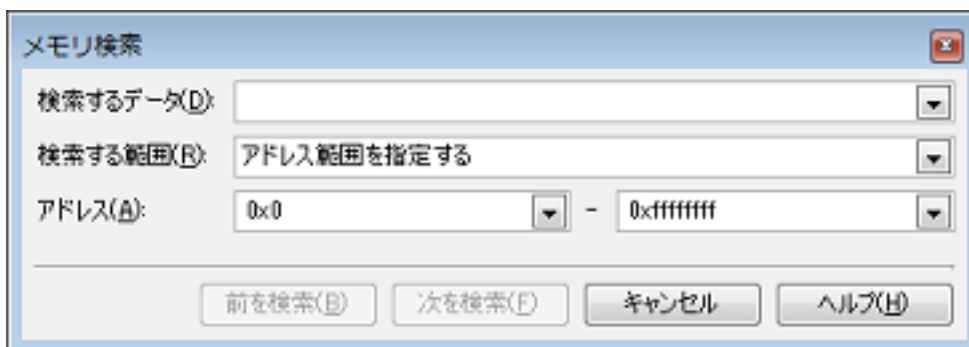 メモリ検索
検索するデータ(D):
検索する範囲(R): アドレス範囲を指定する
アドレス(A): 0x0 - 0xffffffff
前を検索(B) 次を検索(F) キャンセル ヘルプ(H)